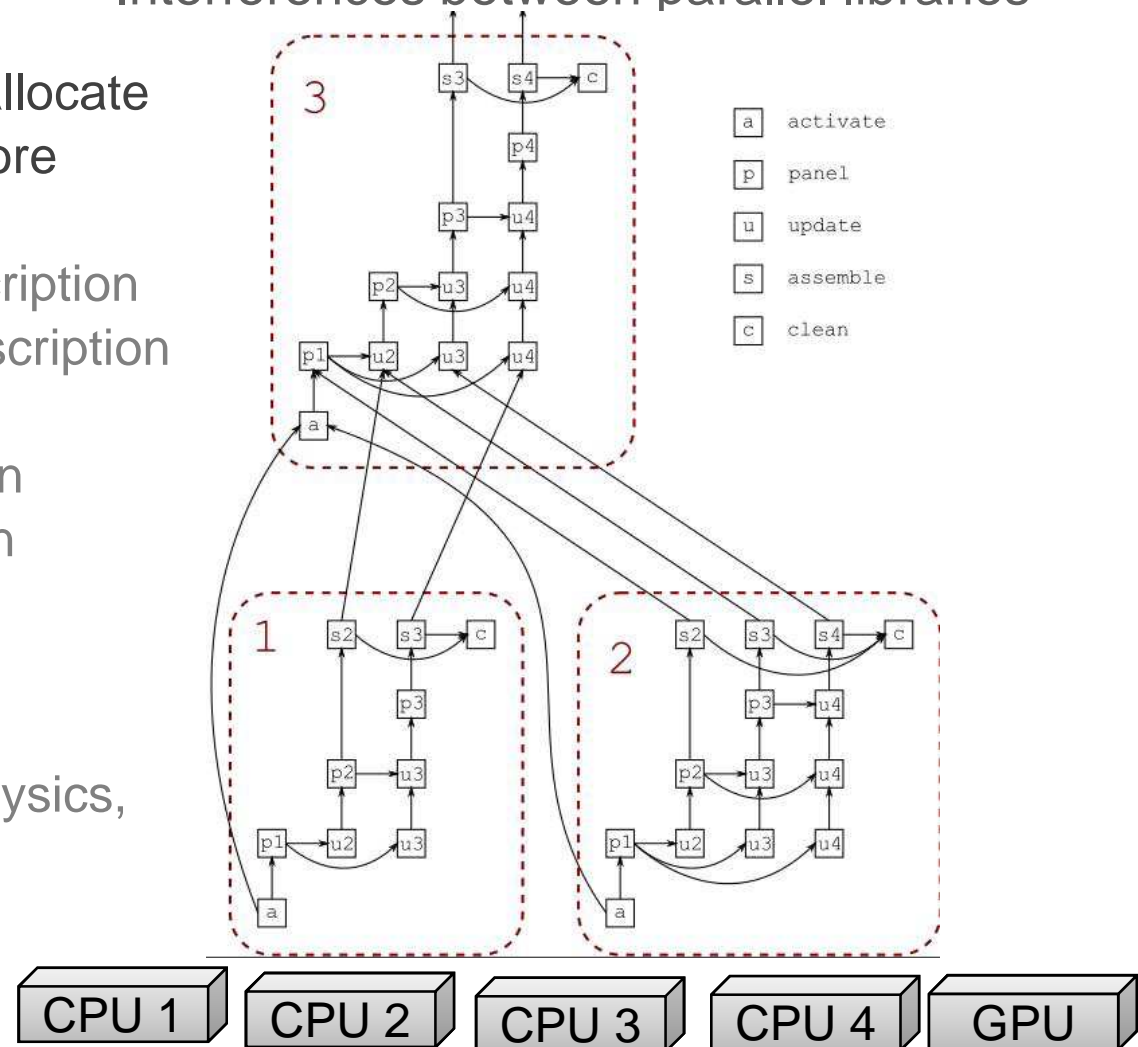 Interferences between parallel libraries
Allocate
ore
cription
scription
n
n
ysics,
3
s3 s4 c
p4
p3 u4
p2 u3 u4
p1 u2 u3 u4
a
a activate
p panel
u update
s assemble
c clean
1
s2 s3 c
p3
p2 u3
p1 u2 u3
a
2
s2 s3 s4 c
p3 u4
p2 u3 u4
p1 u2 u3 u4
a
CPU 1 CPU 2 CPU 3 CPU 4 GPU